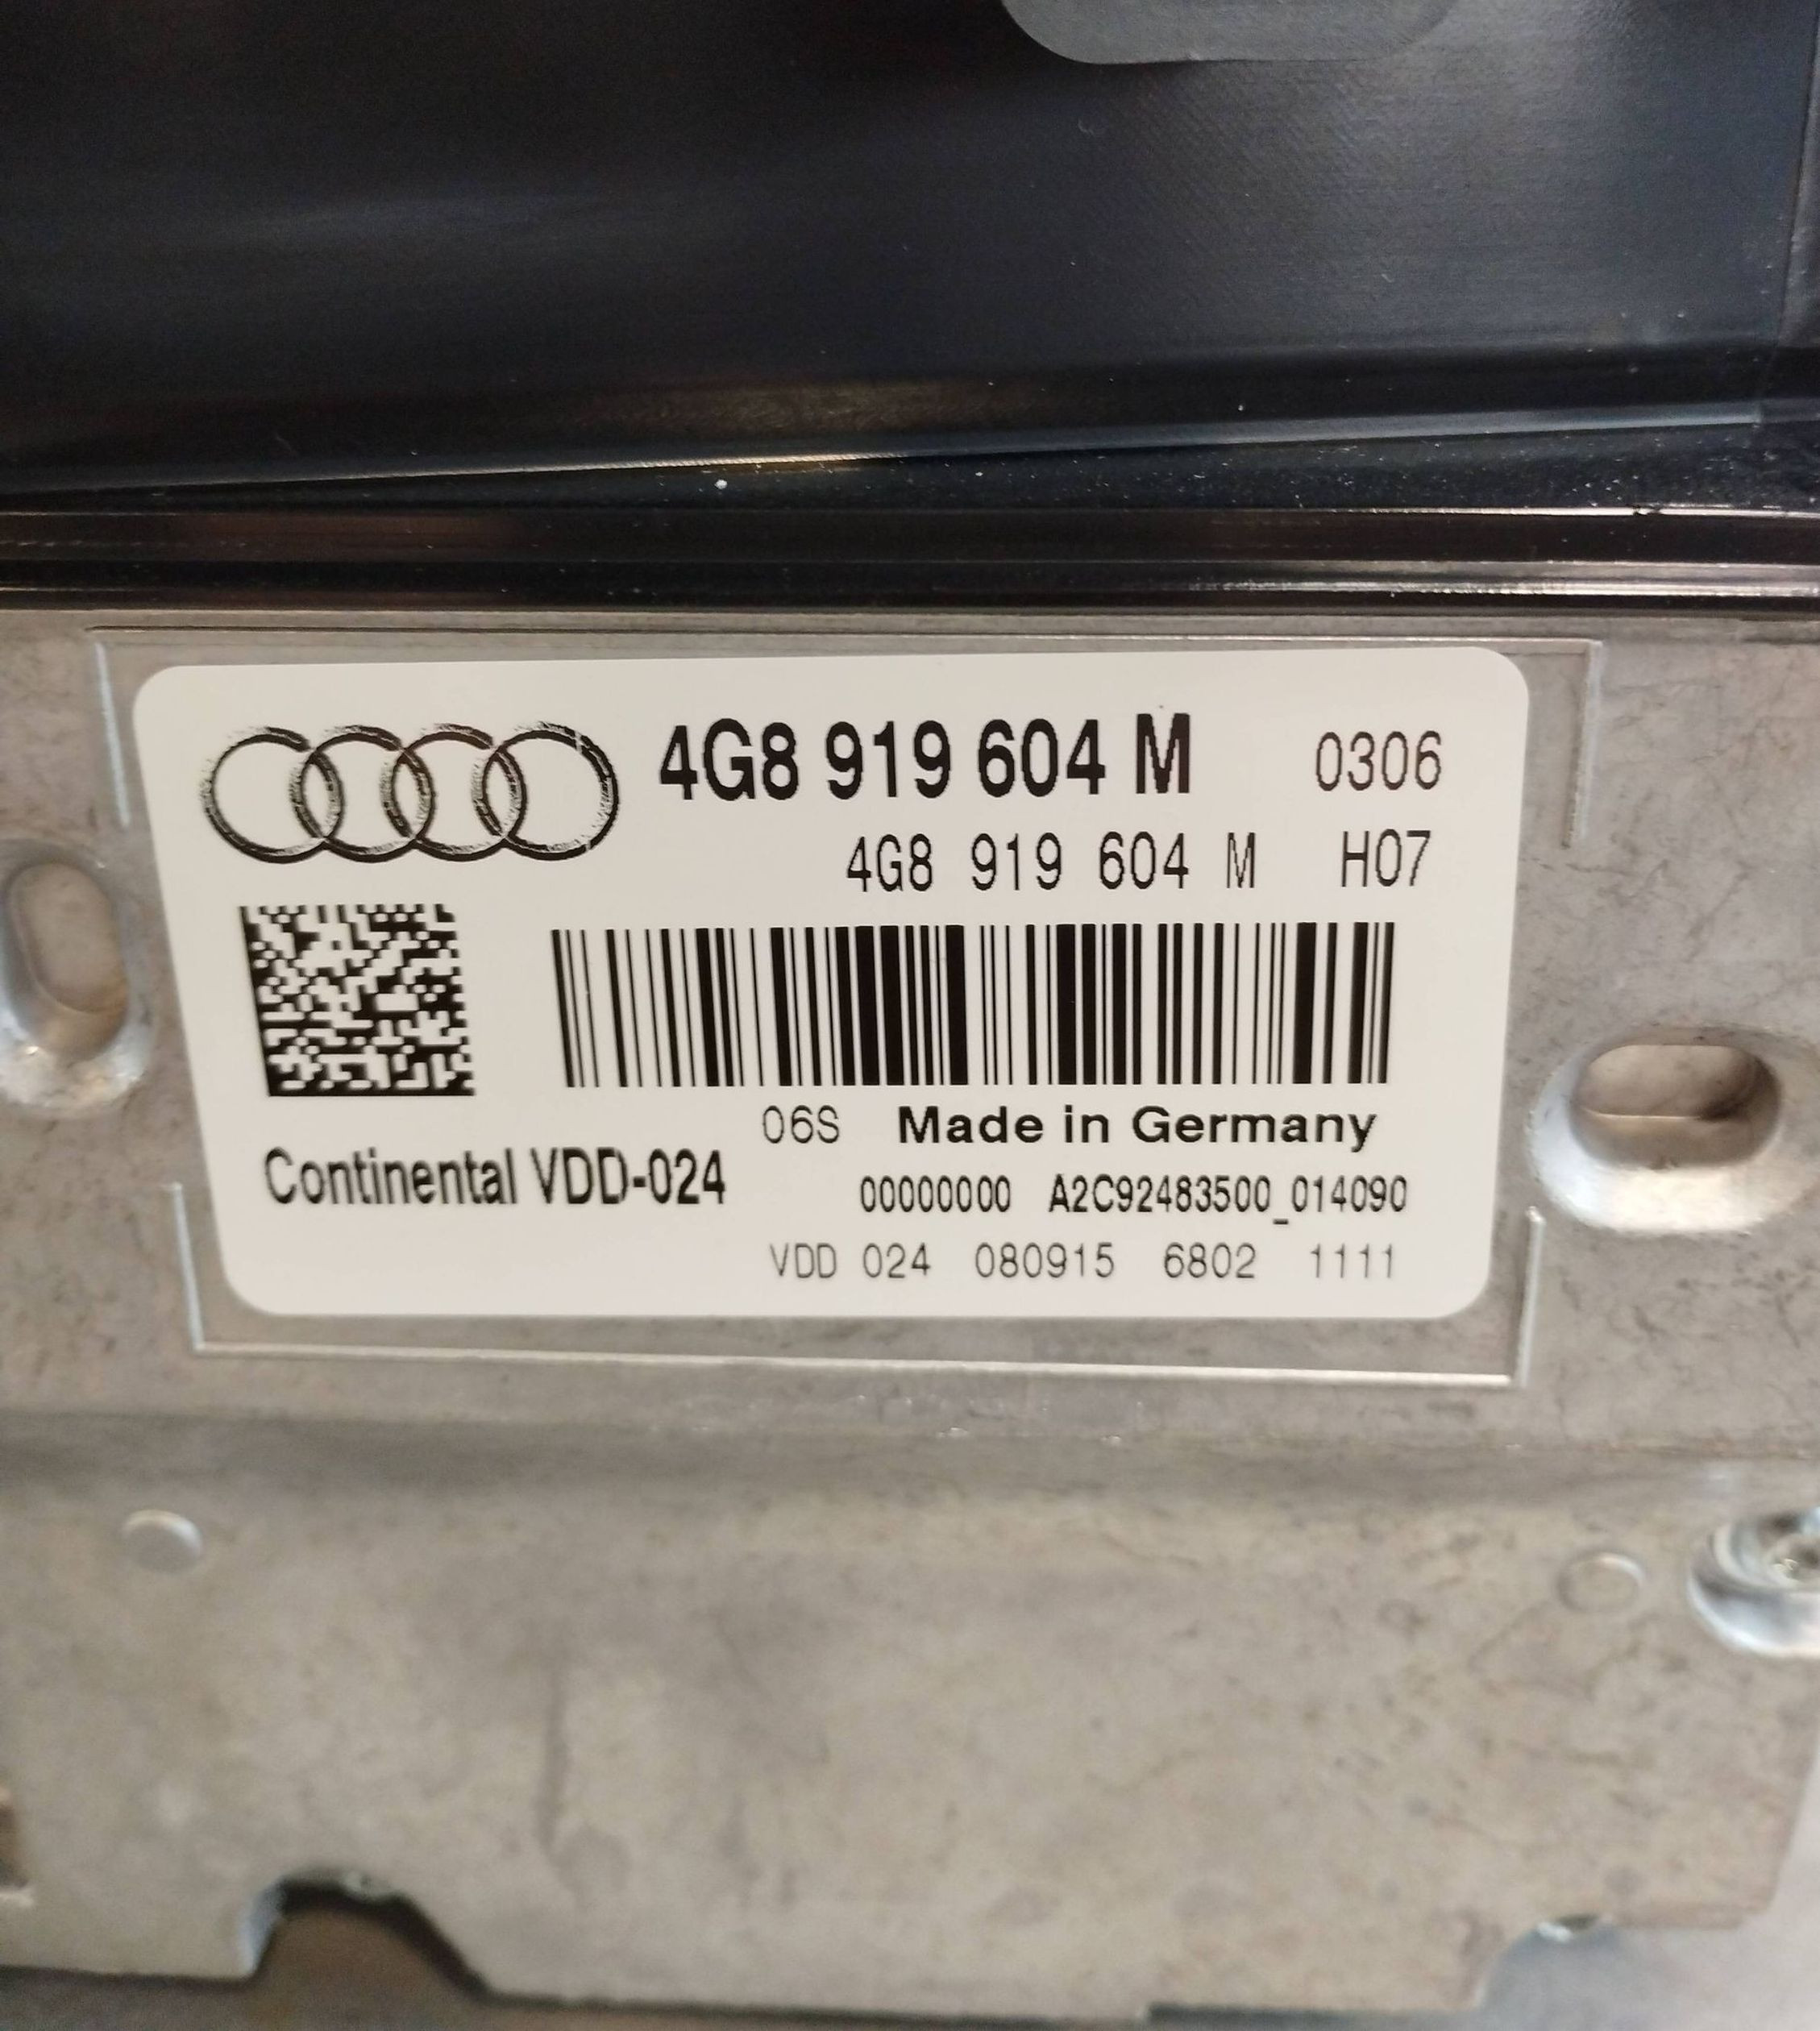 4G8 919 604 M 0306
4G8 919 604 M H07
06S Made in Germany
Continental VDD-024
00000000 A2C92483500_014090
VDD 024 080915 6802 1111